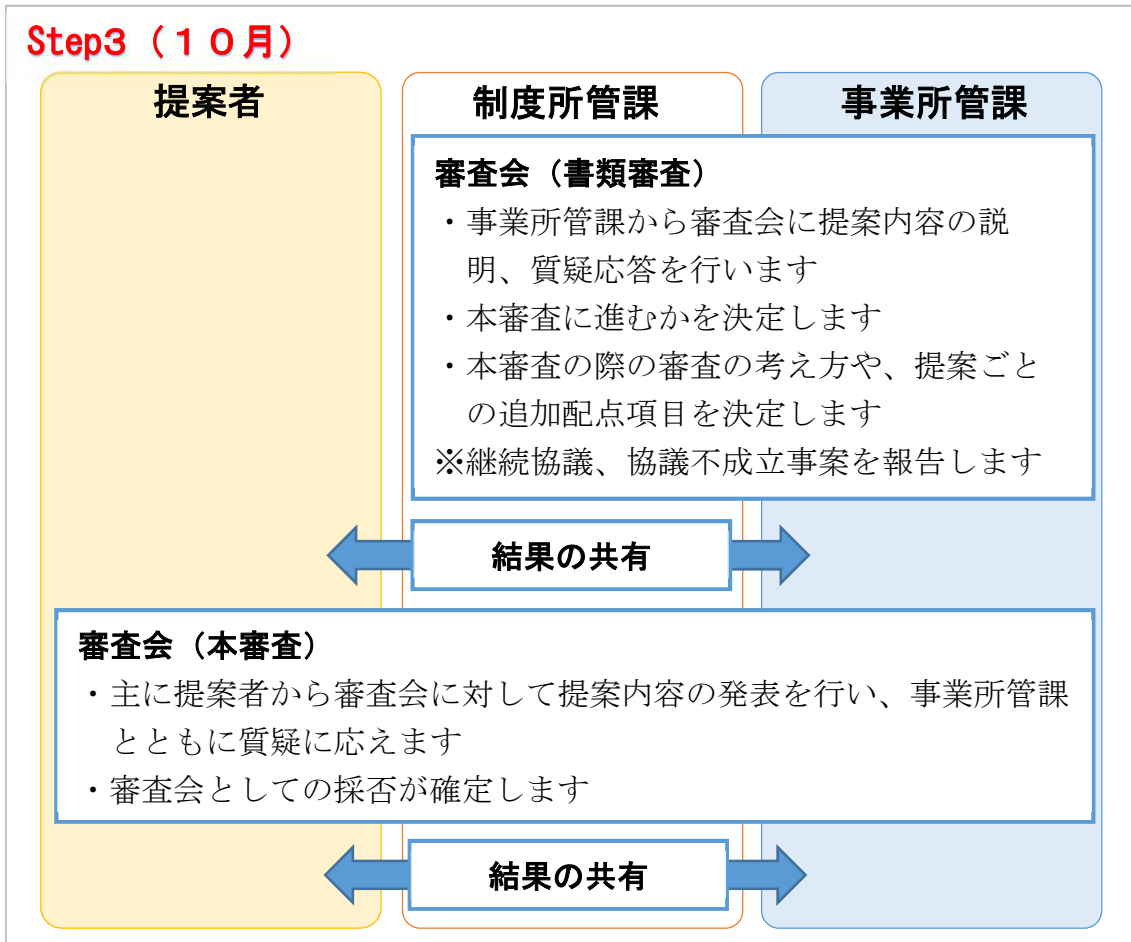 Step3（１０月）
提案者
制度所管課
事業所管課
審査会（書類審査）
・事業所管課から審査会に提案内容の説
明、質疑応答を行います
・本審査に進むかを決定します
・本審査の際の審査の考え方や、提案ごと
の追加配点項目を決定します
※継続協議、協議不成立事案を報告します
結果の共有
審査会（本審査）
・主に提案者から審査会に対して提案内容の発表を行い、事業所管課
とともに質疑に応えます
・審査会としての採否が確定します
結果の共有